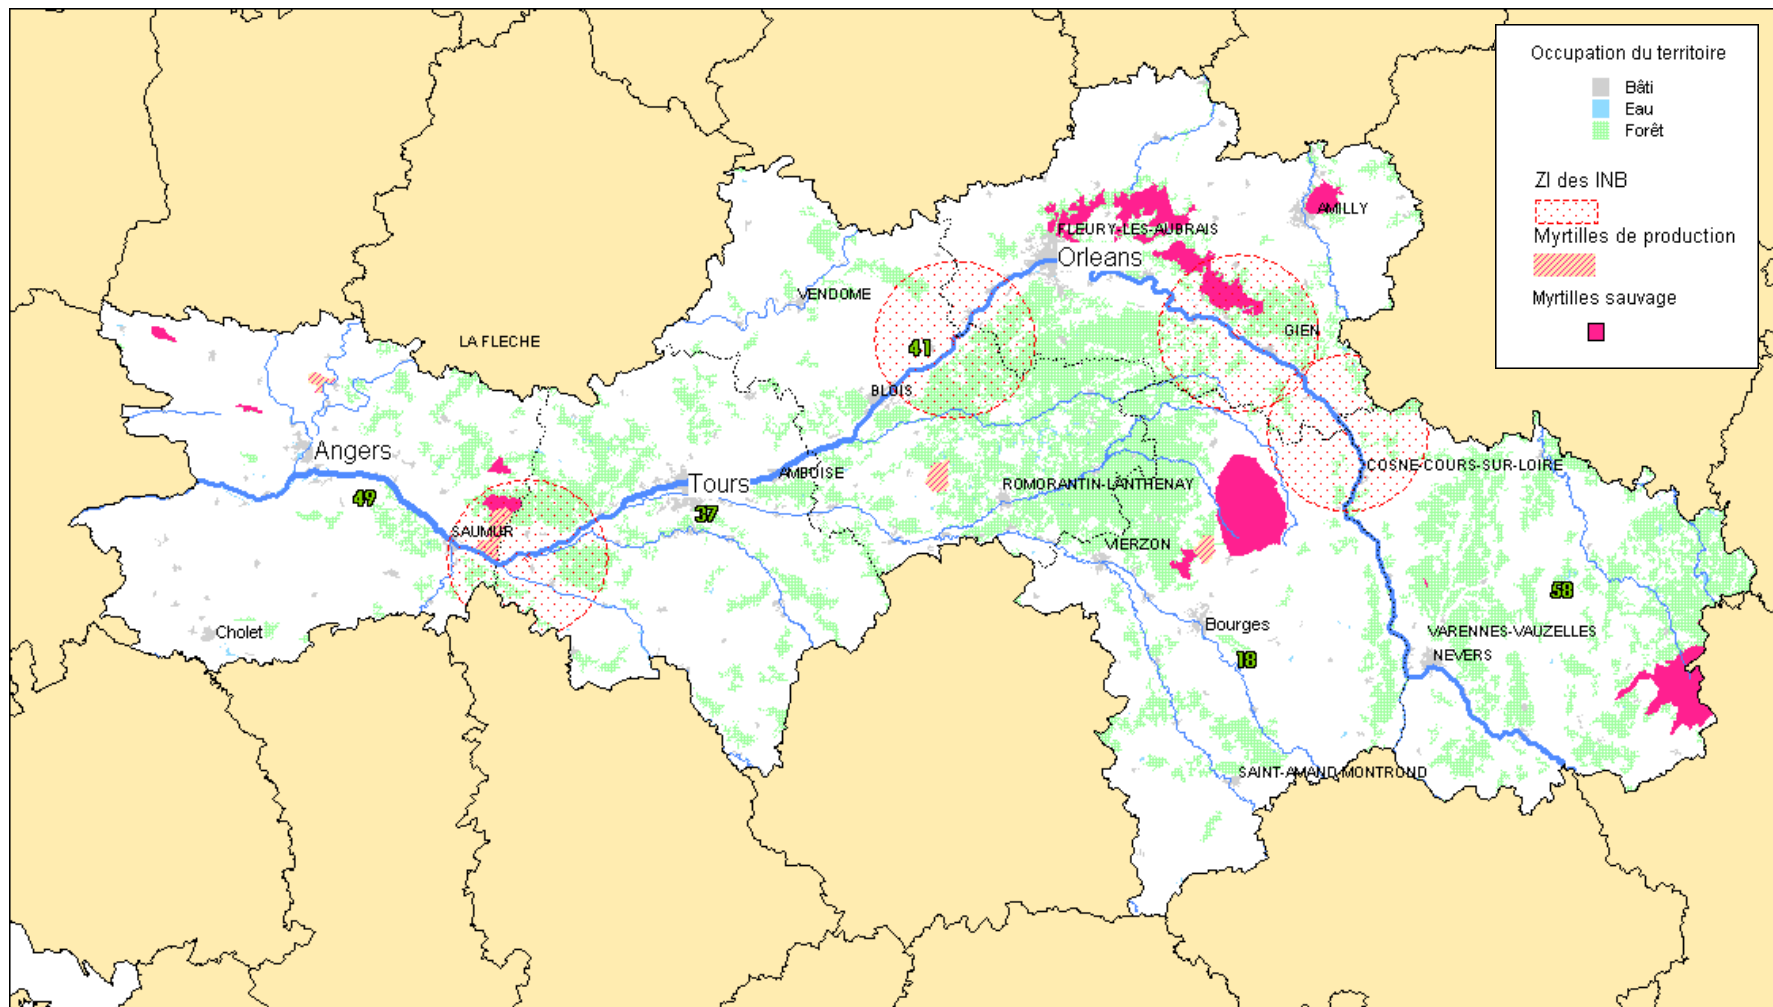 Occupation du territoire
Bâti
Eau
Forêt
ZI des INB
Myrtilles de production
Myrtilles sauvage
AMILLY
FLEURY-LES-AUBRAIS
Orleans
VENDOME
GIEN
LA FLECHE
41
BLOIS
Angers
COSNE-COURS-SUR-LOIRE
AMBOISE
Tours
ROMORANTIN-LANTHENAY
49
37
SAUMUR
VIERZON
58
Cholet
Bourges
VARENNES-VAUZELLES
NEVERS
18
SAINT-AMAND-MONTROND